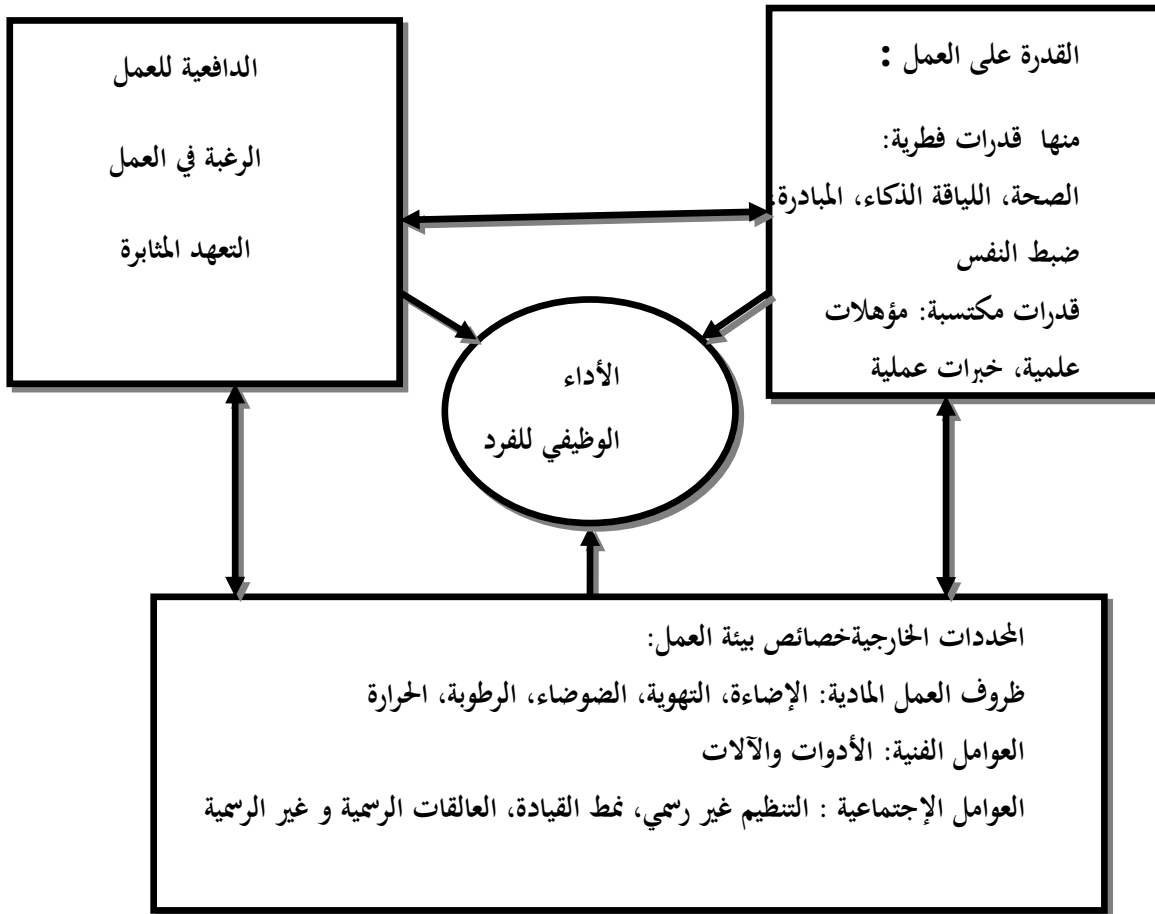 القدرة على العمل :
منها قدرات فطرية:
الصحة، اللياقة الذكاء، المبادرة،
ضبط النفس
قدرات مكتسبة: مؤهلات
علمية، خبرات عملية
الدافعية للعمل
الرغبة في العمل
التعهد المثابرة
الأداء
الوظيفي للفرد
المحددات الخارجيةخصائص بيئة العمل:
ظروف العمل المادية: الإضاءة، التهوية، الضوضاء، الرطوبة، الحرارة
العوامل الفنية: الأدوات والآلات
العوامل الإجتماعية : التنظيم غير رسمي، نمط القيادة، العالقات الرسمية و غير الرسمية